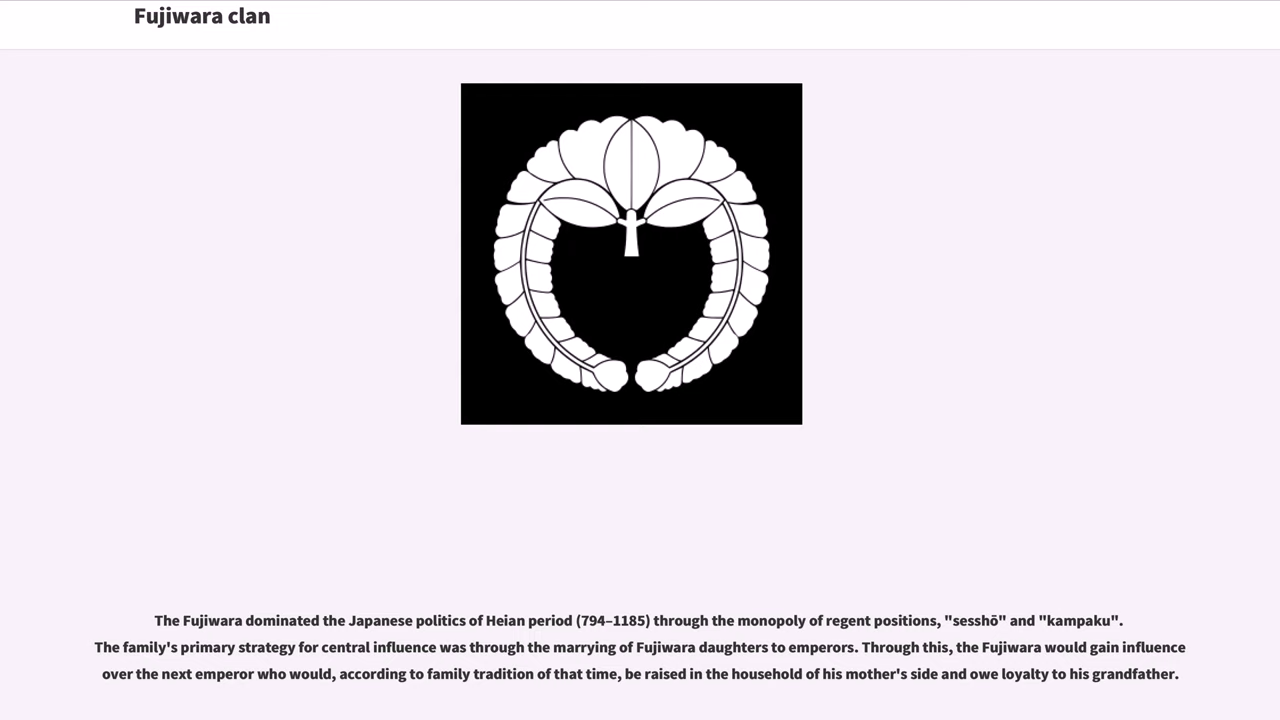 Fujiwara clan
The Fujiwara dominated the Japanese politics of Heian period (794–1185) through the monopoly of regent positions, "sesshō" and "kampaku".
The family's primary strategy for central influence was through the marrying of Fujiwara daughters to emperors. Through this, the Fujiwara would gain influence
over the next emperor who would, according to family tradition of that time, be raised in the household of his mother's side and owe loyalty to his grandfather.